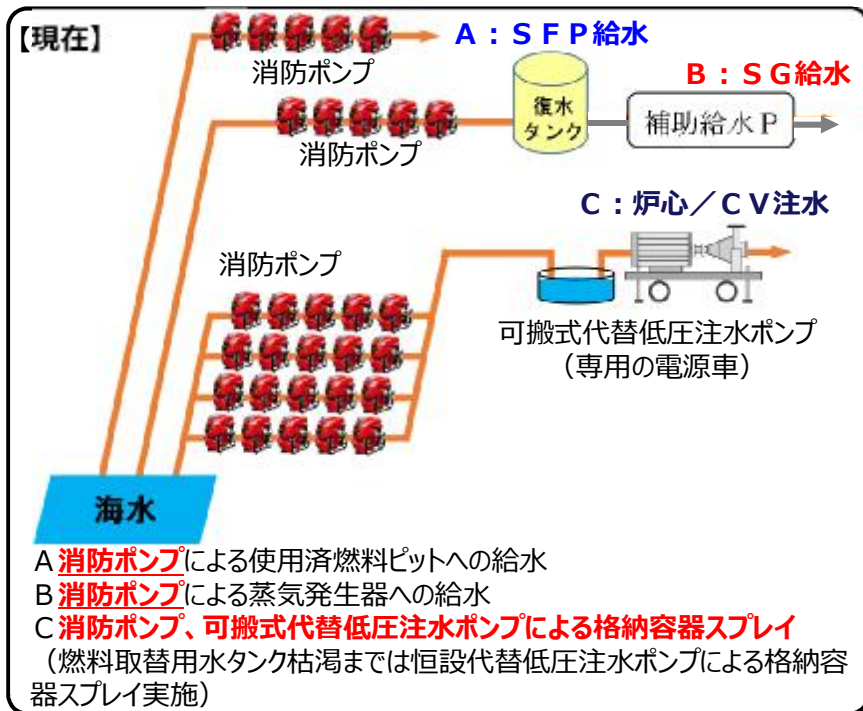 【現在】
A：ＳＦＰ給水
消防ポンプ
B：ＳＧ給水
復水
タンク
補助給水Ｐ
消防ポンプ
C：炉心／ＣＶ注水
消防ポンプ
可搬式代替低圧注水ポンプ
（専用の電源車）
海水
A 消防ポンプによる使用済燃料ピットへの給水
B 消防ポンプによる蒸気発生器への給水
C 消防ポンプ、可搬式代替低圧注水ポンプによる格納容器スプレイ
（燃料取替用水タンク枯渇までは恒設代替低圧注水ポンプによる格納容
器スプレイ実施）